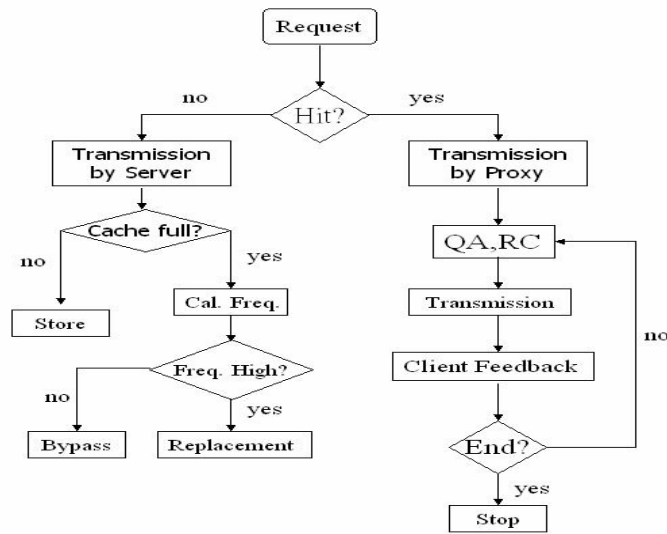 Request
no
yes
Hit?
Transmission
by Server
Transmission
by Proxy
Cache full?
QA,RC
no
yes
Cal. Freq.
Transmission
Store
no
Freq. High?
Client Feedback
no
yes
Bypass
Replacement
End?
yes
Stop